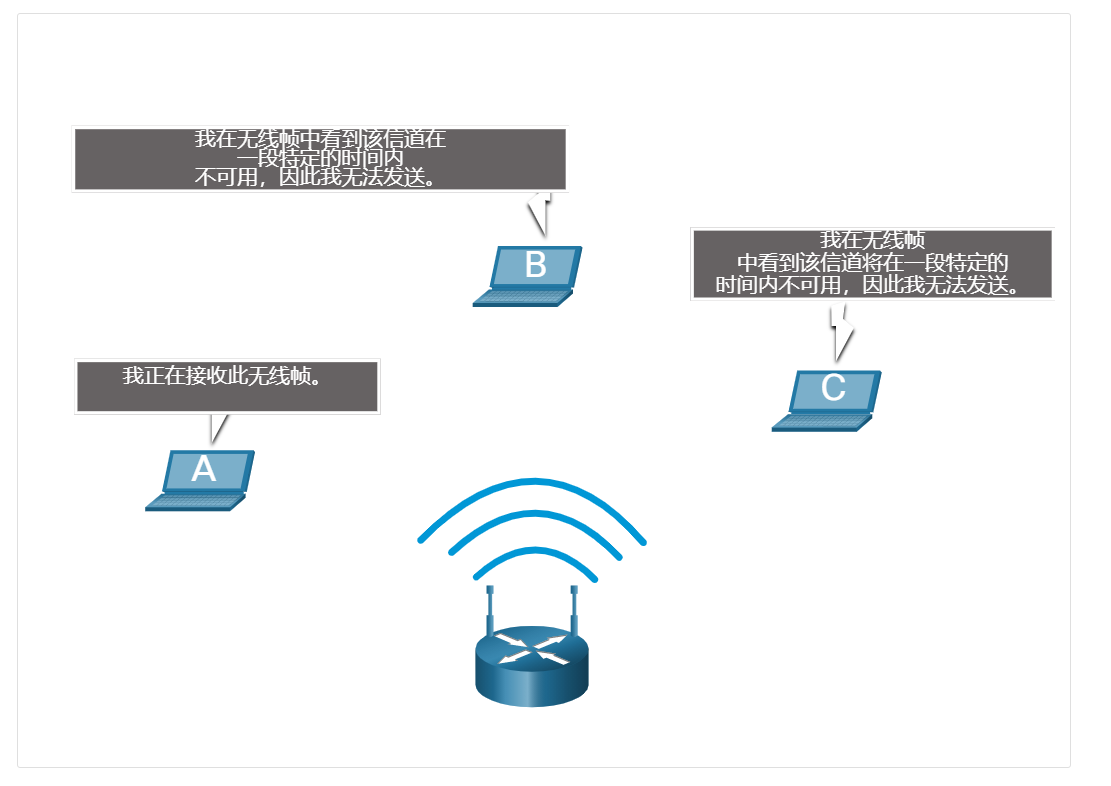 我在无线帧中看到该信道在
一段特定的时间内
不可用，因此我无法发送。
B
我在无线帧
中看到该信道将在一段特定的
时间内不可用，因此我无法发送。
我正在接收此无线帧。
C
A